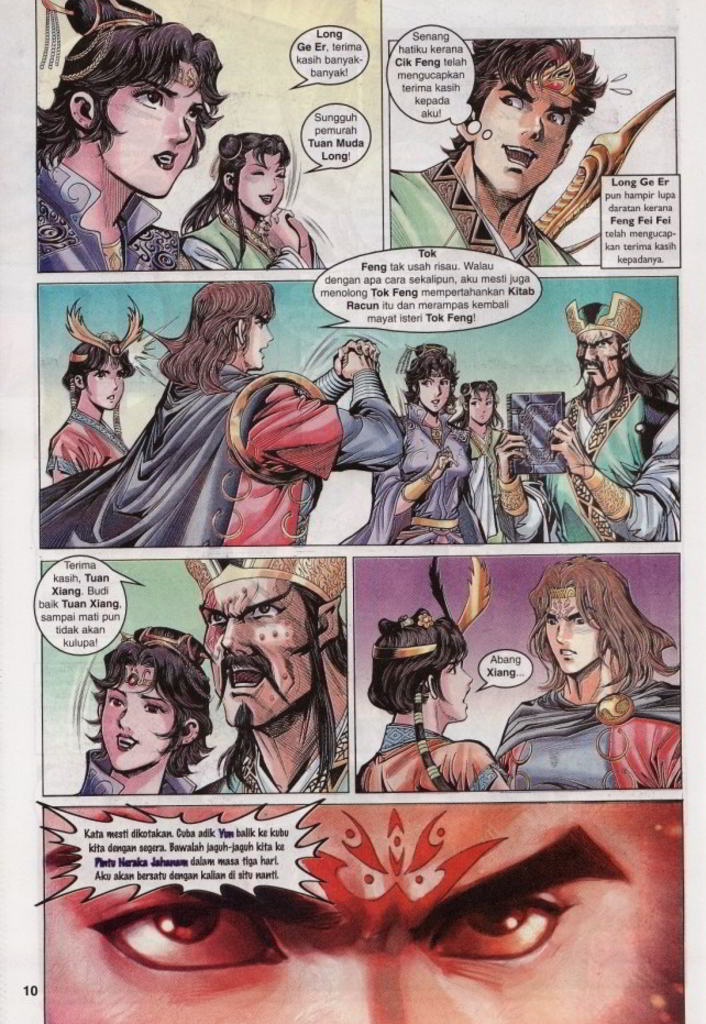 Long
Ge Er, terima
kasih banyak-
banyak!
Sungguh
pemurah
Tuan Muda
Long!
Senang
hatiku kerana
Cik Feng telah
mengucapkan
terima kasih
kepada
aku!
Long Ge Er
pun hampir lupa
daratan kerana
Feng Fei Fei
telah mengucap-
kan terima kasih
kepadanya.
Tok
Feng tak usah risau. Walau
dengan apa cara sekalipun, aku mesti juga
menolong Tok Feng mempertahankan Kitab
Racun itu dan merampas kembali
mayat isteri Tok Feng!
Terima
kasih, Tuan
Xiang. Budi
baik Tuan Xiang,
sampai mati pun
tidak akan
kulupa!
Abang
Xiang...
Kata mesti dikotakan. Cuba adik Yun balik ke kubu
kita dengan segera. Bawalah jaguh-jaguh kita ke
Pintu Neraka Jahanam dalam masa tiga hari.
Aku akan bersatu dengan kalian di situ nanti.
10